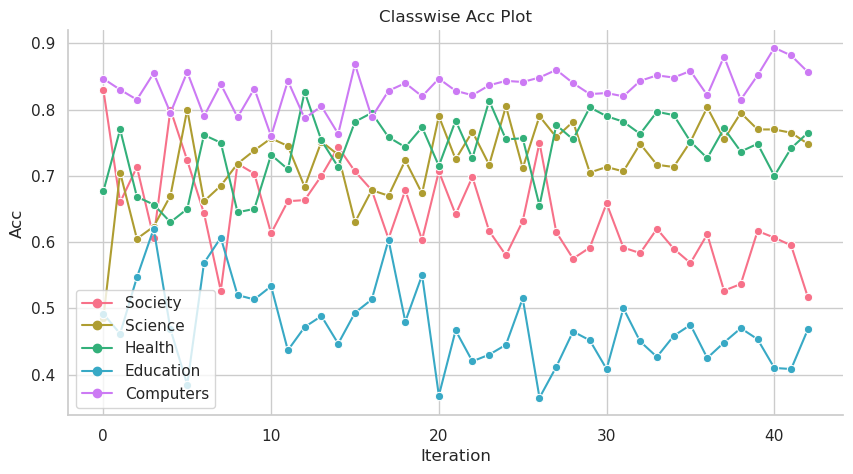 Classwise Acc Plot
0.9
0.8
0.7
0.6
0.5
0.4
Acc
Society
Science
Health
Education
Computers
0 10 20 30 40
Iteration